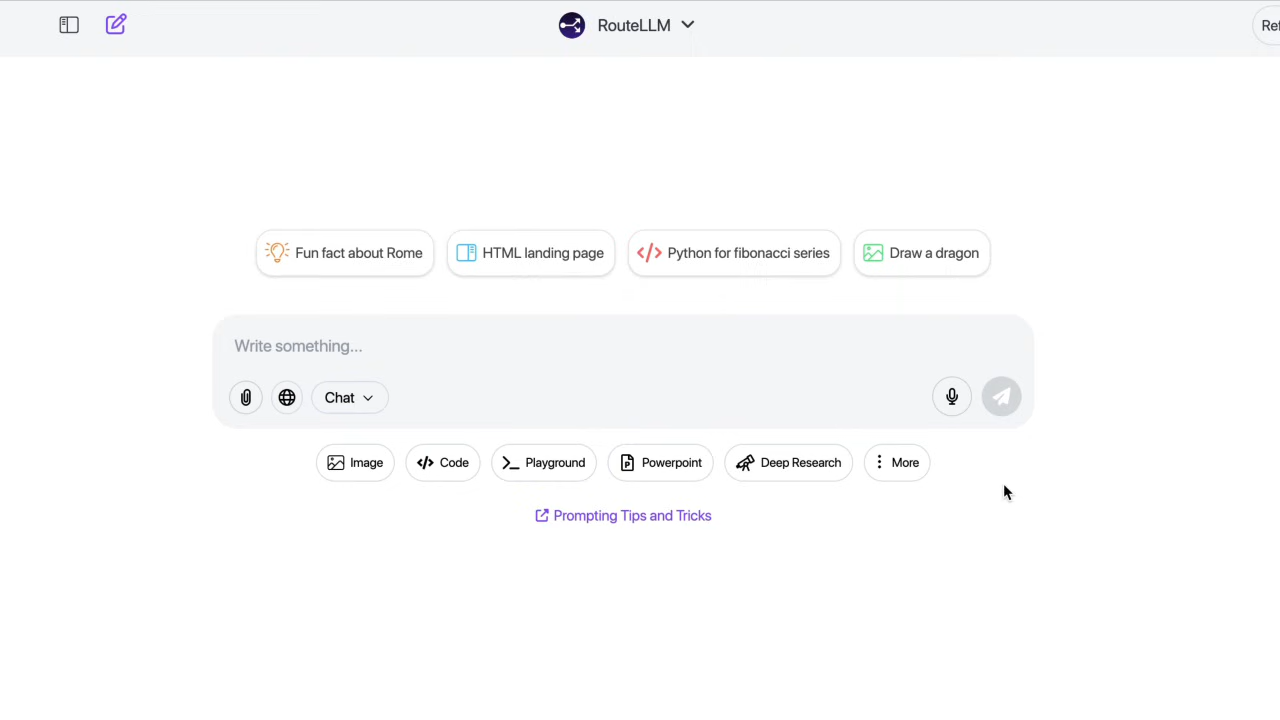 RouteLLM
Fun fact about Rome
HTML landing page
Python for fibonacci series
Draw a dragon
Write something...
Chat
Image
Code
Playground
Powerpoint
Deep Research
More
Prompting Tips and Tricks